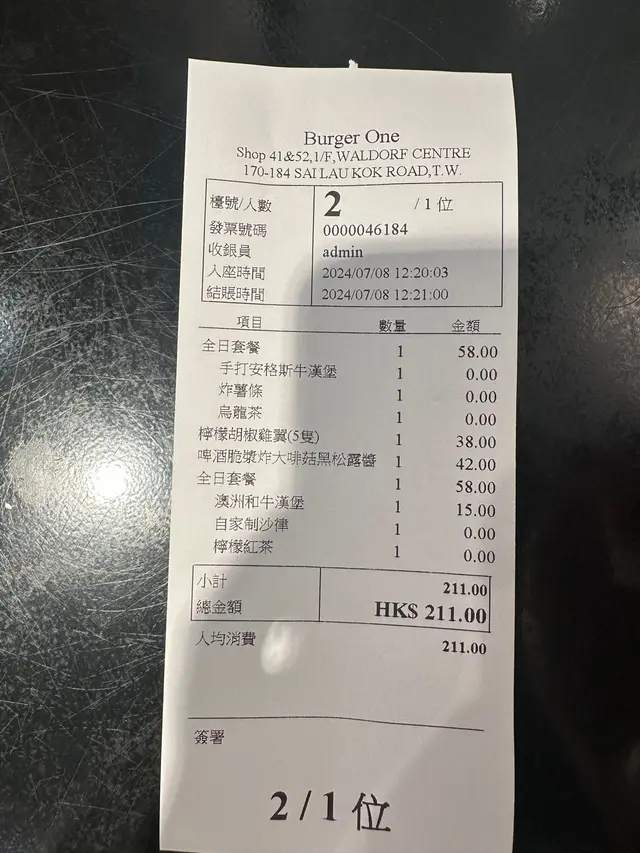 Burger One
Shop 41&52,1/F,WALDORF CENTRE
170-184 SAI LAU KOK ROAD,T.W.
檯號/人數 2 / 1 位
發票號碼 0000046184
收銀員 admin
入座時間 2024/07/08 12:20:03
結賬時間 2024/07/08 12:21:00
項目 數量 金額
全日套餐 1 58.00
手打安格斯牛漢堡 1 0.00
炸薯條 1 0.00
烏龍茶 1 0.00
檸檬胡椒雞翼(5隻) 1 38.00
啤酒脆漿炸大啡菇黑松露醬 1 42.00
全日套餐 1 58.00
澳洲和牛漢堡 1 15.00
自家制沙律 1 0.00
檸檬紅茶 1 0.00
小計 211.00
總金額 HK$ 211.00
人均消費 211.00
簽署
2 / 1 位